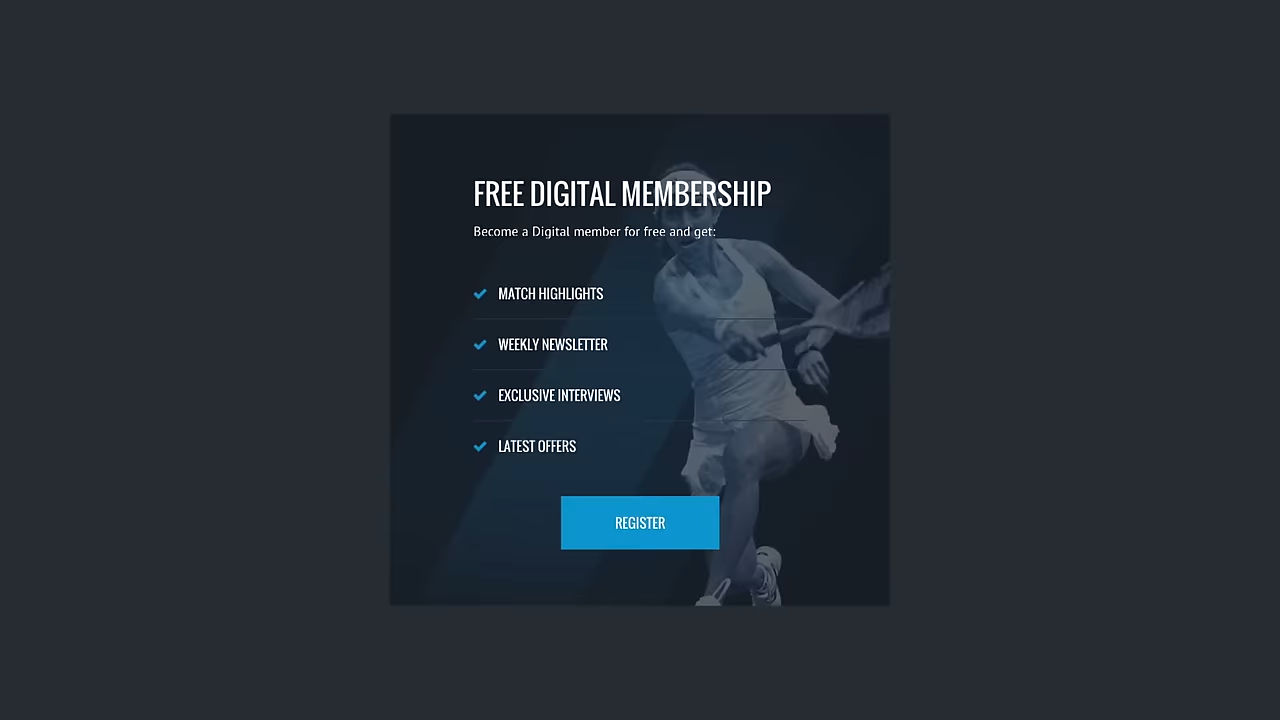 FREE DIGITAL MEMBERSHIP
Become a Digital member for free and get:
MATCH HIGHLIGHTS
WEEKLY NEWSLETTER
EXCLUSIVE INTERVIEWS
LATEST OFFERS
REGISTER